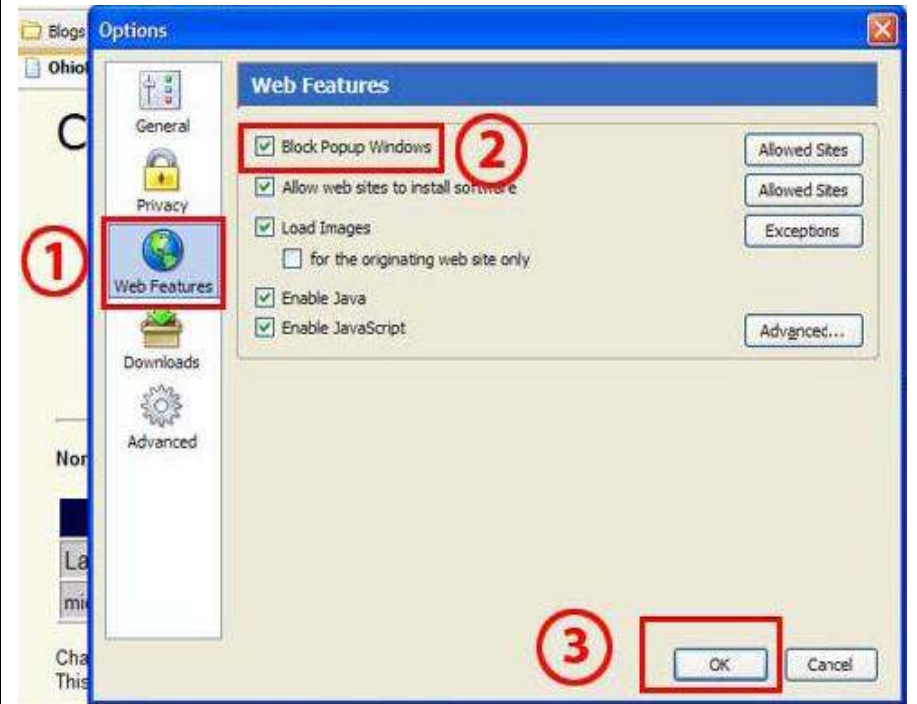 Blogs
Options
Ohio
C
General
Web Features
Block Popup Windows
2
Allowed Sites
Privacy
Allow web sites to install software
Allowed Sites
1
Web Features
Load Images
Exceptions
for the originating web site only
Enable Java
Enable JavaScript
Advanced...
Downloads
Advanced
Nor
La
mi
3
OK
Cancel
Cha
This